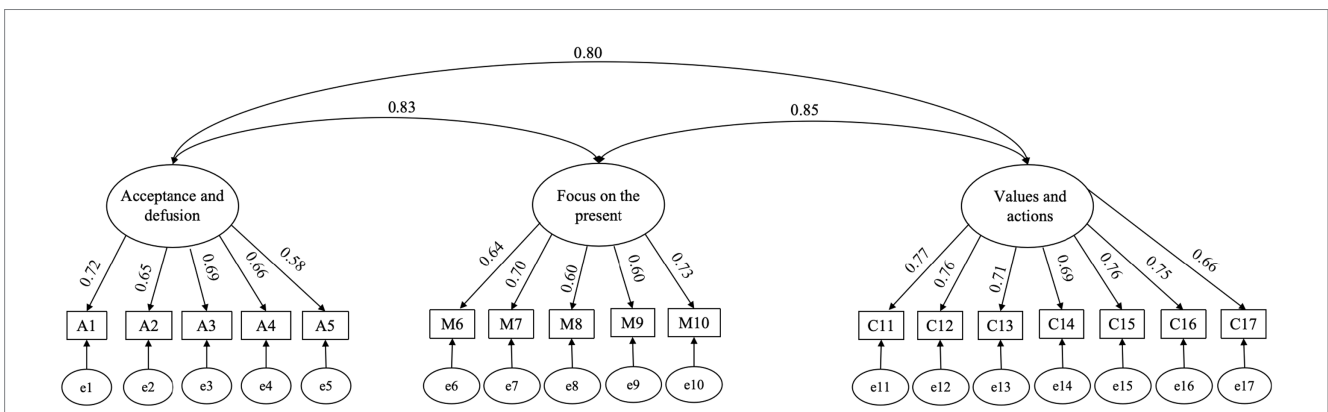 0.80
0.83
0.85
Acceptance and
defusion
Focus on the
present
Values and
actions
0.72
0.65
0.69
0.66
0.58
0.64
0.70
0.60
0.60
0.73
0.77
0.76
0.71
0.69
0.76
0.75
0.66
A1 A2 A3 A4 A5 M6 M7 M8 M9 M10 C11 C12 C13 C14 C15 C16 C17
e1 e2 e3 e4 e5 e6 e7 e8 e9 e10 e11 e12 e13 e14 e15 e16 e17